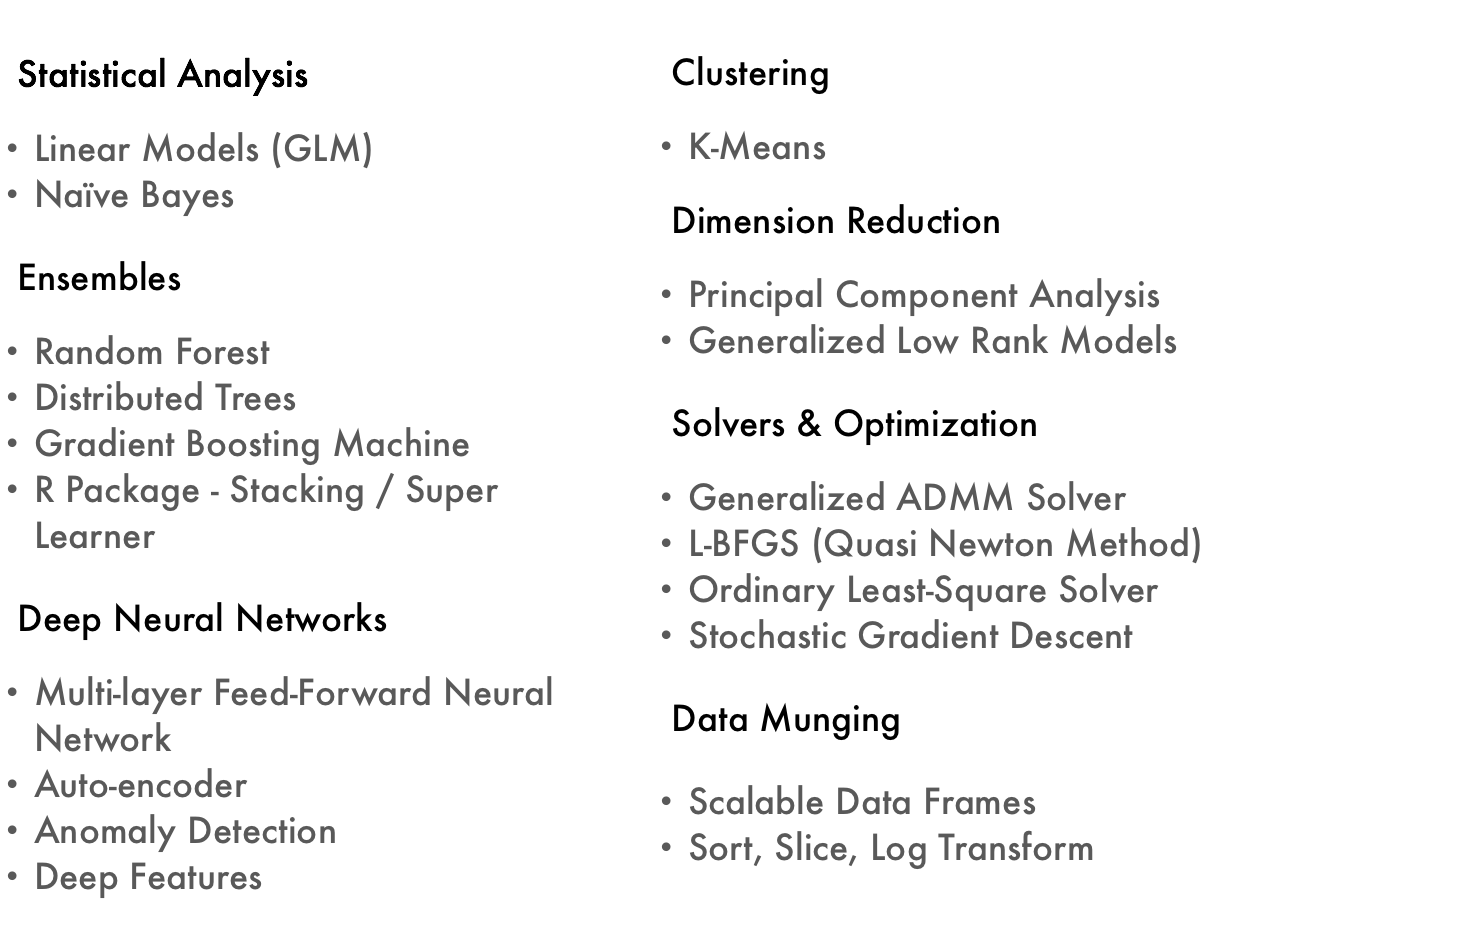 Statistical Analysis
• Linear Models (GLM)
• Naïve Bayes
Ensembles
• Random Forest
• Distributed Trees
• Gradient Boosting Machine
• R Package - Stacking / Super
Learner
Deep Neural Networks
• Multi-layer Feed-Forward Neural
Network
• Auto-encoder
• Anomaly Detection
• Deep Features
Clustering
• K-Means
Dimension Reduction
• Principal Component Analysis
• Generalized Low Rank Models
Solvers & Optimization
• Generalized ADMM Solver
• L-BFGS (Quasi Newton Method)
• Ordinary Least-Square Solver
• Stochastic Gradient Descent
Data Munging
• Scalable Data Frames
• Sort, Slice, Log Transform